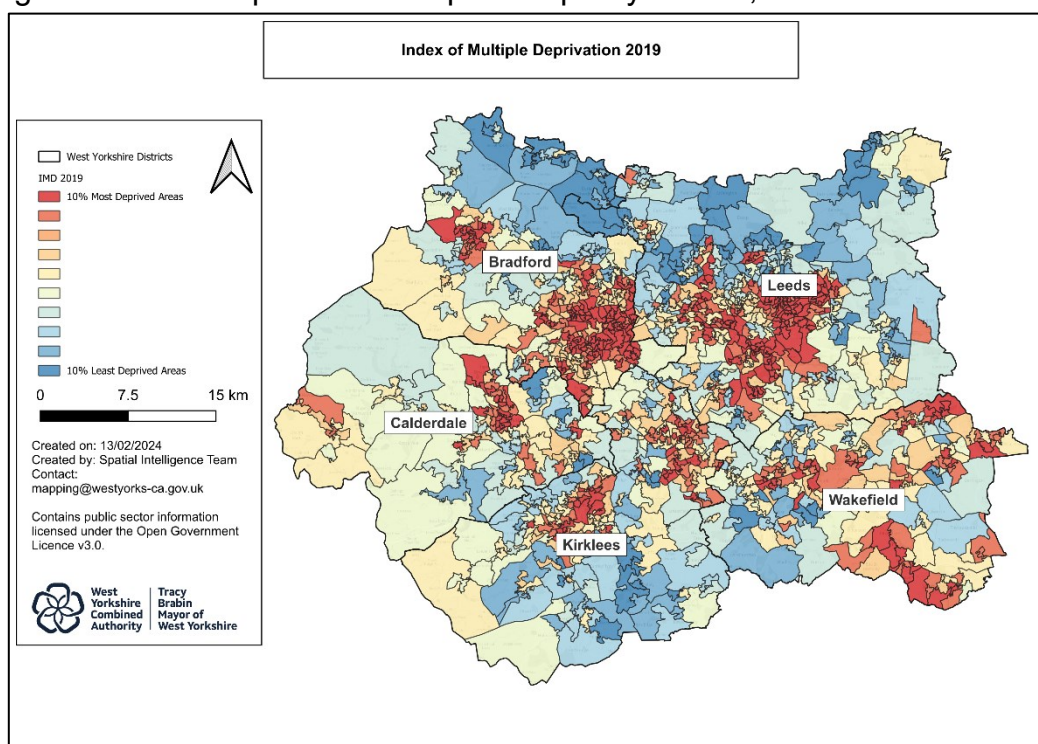 Index of Multiple Deprivation 2019
West Yorkshire Districts
IMD 2019
10% Most Deprived Areas
10% Least Deprived Areas
0 7.5 15 km
Created on: 13/02/2024
Created by: Spatial Intelligence Team
Contact:
mapping@westyorks-ca.gov.uk
Contains public sector information
licensed under the Open Government
Licence v3.0.
West
Yorkshire
Combined
Authority
Tracy
Brabin
Mayor of
West Yorkshire
Bradford
Leeds
Calderdale
Wakefield
Kirklees